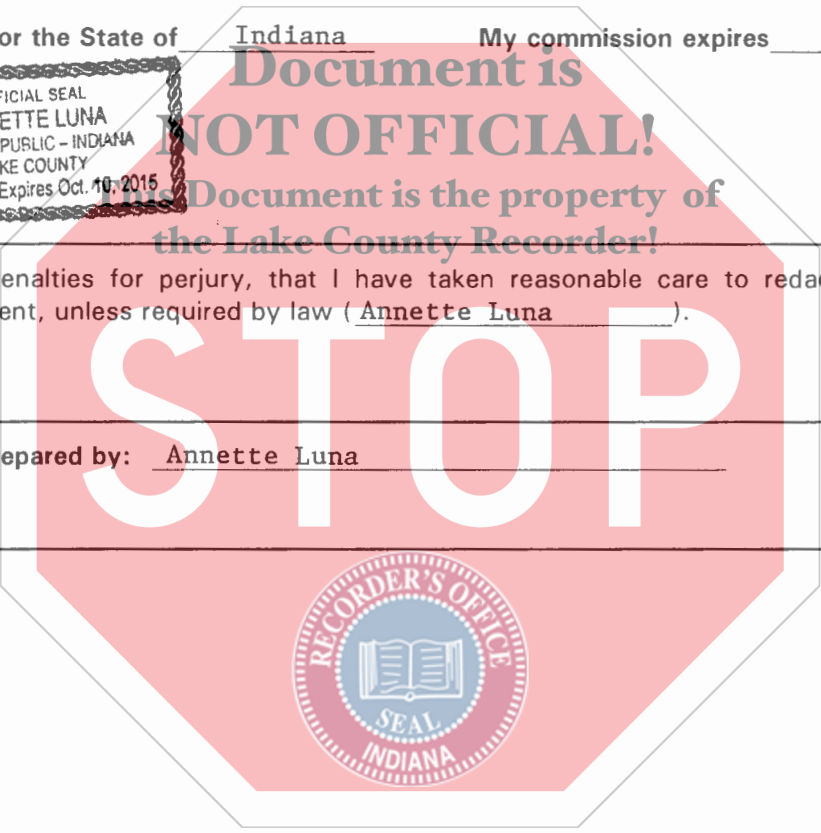 or the State of Indiana My commission expires
Document is
FICIAL SEAL
ETTE LUNA
NOT OFFICIAL!
PUBLIC – INDIANA
KE COUNTY
Expires Oct. 10, 2015
This Document is the property of
the Lake County Recorder!
enalties for perjury, that I have taken reasonable care to reda
ent, unless required by law ( Annette Luna ).
STOP
epared by: Annette Luna
RECORDER'S OFFICE
SEAL
INDIANA